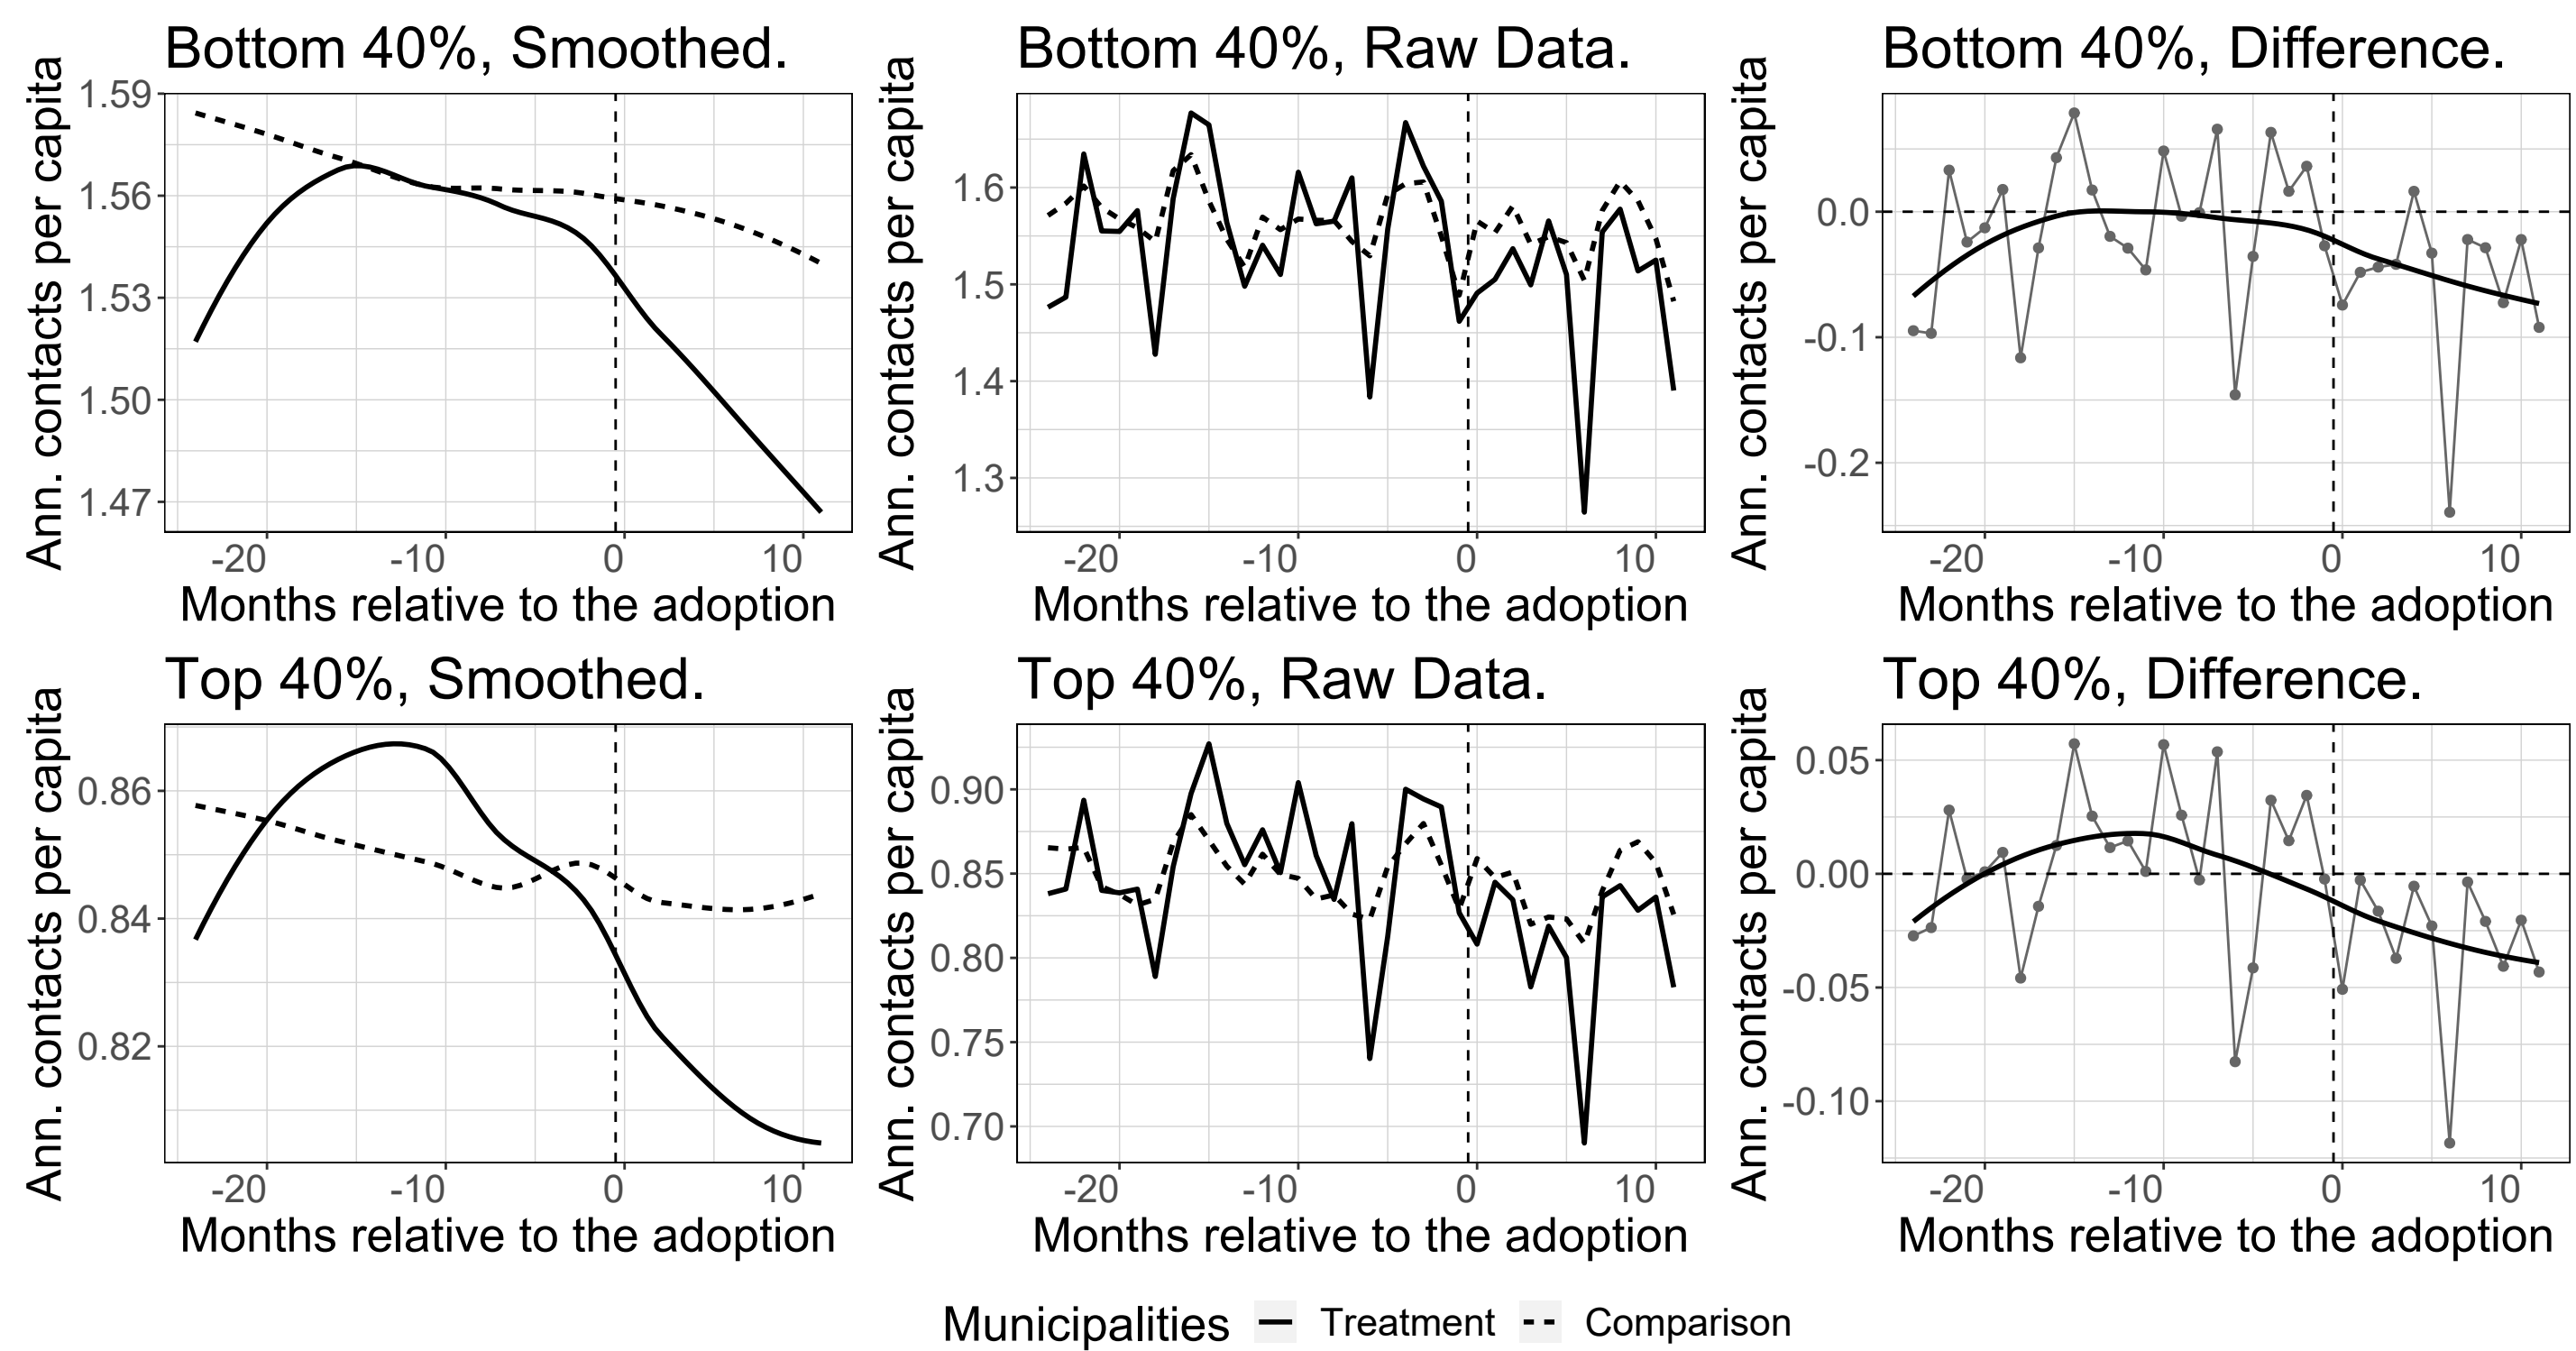 Bottom 40%, Smoothed.
Ann. contacts per capita
1.59
1.56
1.53
1.50
1.47
-20 -10 0 10
Months relative to the adoption
Bottom 40%, Raw Data.
Ann. contacts per capita
1.6
1.5
1.4
1.3
-20 -10 0 10
Months relative to the adoption
Bottom 40%, Difference.
Ann. contacts per capita
0.0
-0.1
-0.2
-20 -10 0 10
Months relative to the adoption
Top 40%, Smoothed.
Ann. contacts per capita
0.86
0.84
0.82
-20 -10 0 10
Months relative to the adoption
Top 40%, Raw Data.
Ann. contacts per capita
0.90
0.85
0.80
0.75
0.70
-20 -10 0 10
Months relative to the adoption
Top 40%, Difference.
Ann. contacts per capita
0.05
0.00
-0.05
-0.10
-20 -10 0 10
Months relative to the adoption
Municipalities Treatment Comparison